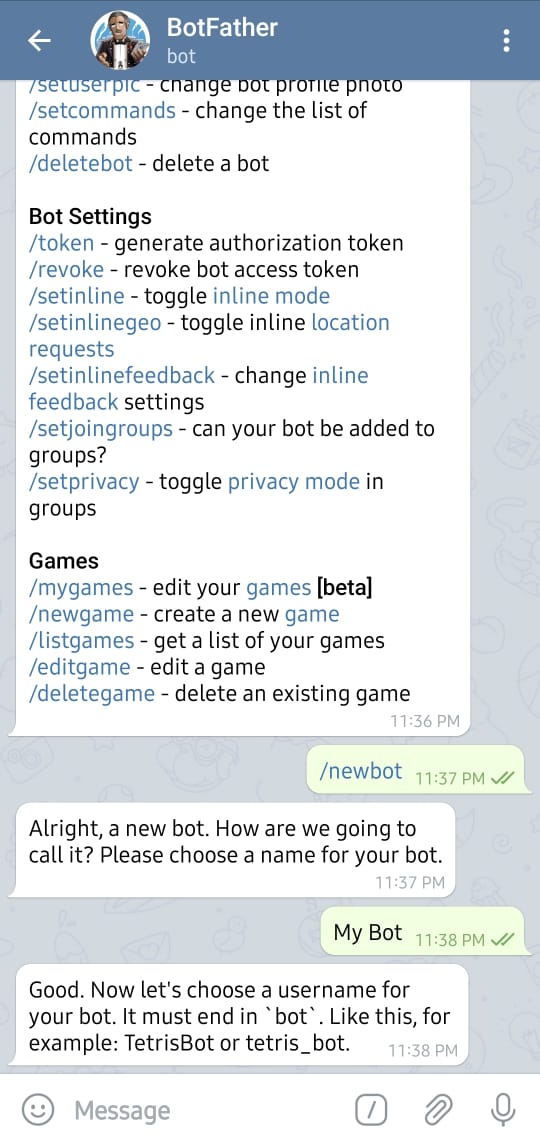 BotFather
bot
/setuserpic - change bot profile photo
/setcommands - change the list of
commands
/deletebot - delete a bot
Bot Settings
/token - generate authorization token
/revoke - revoke bot access token
/setinline - toggle inline mode
/setinlinegeo - toggle inline location
requests
/setinlinefeedback - change inline
feedback settings
/setjoingroups - can your bot be added to
groups?
/setprivacy - toggle privacy mode in
groups
Games
/mygames - edit your games [beta]
/newgame - create a new game
/listgames - get a list of your games
/editgame - edit a game
/deletegame - delete an existing game
11:36 PM
/newbot 11:37 PM
Alright, a new bot. How are we going to
call it? Please choose a name for your bot.
11:37 PM
My Bot 11:38 PM
Good. Now let's choose a username for
your bot. It must end in `bot`. Like this, for
example: TetrisBot or tetris_bot. 11:38 PM
Message